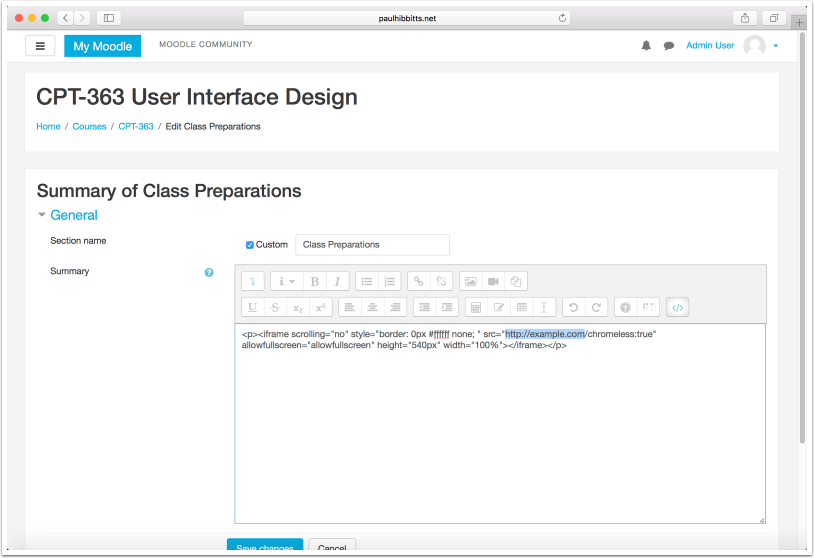 paulhibbitts.net
My Moodle
MOODLE COMMUNITY
Admin User
CPT-363 User Interface Design
Home / Courses / CPT-363 / Edit Class Preparations
Summary of Class Preparations
General
Section name
Custom
Class Preparations
Summary
<p><iframe scrolling="no" style="border: 0px #ffffff none; " src="http://example.com/chromeless:true"
allowfullscreen="allowfullscreen" height="540px" width="100%"></iframe></p>
Save changes
Cancel